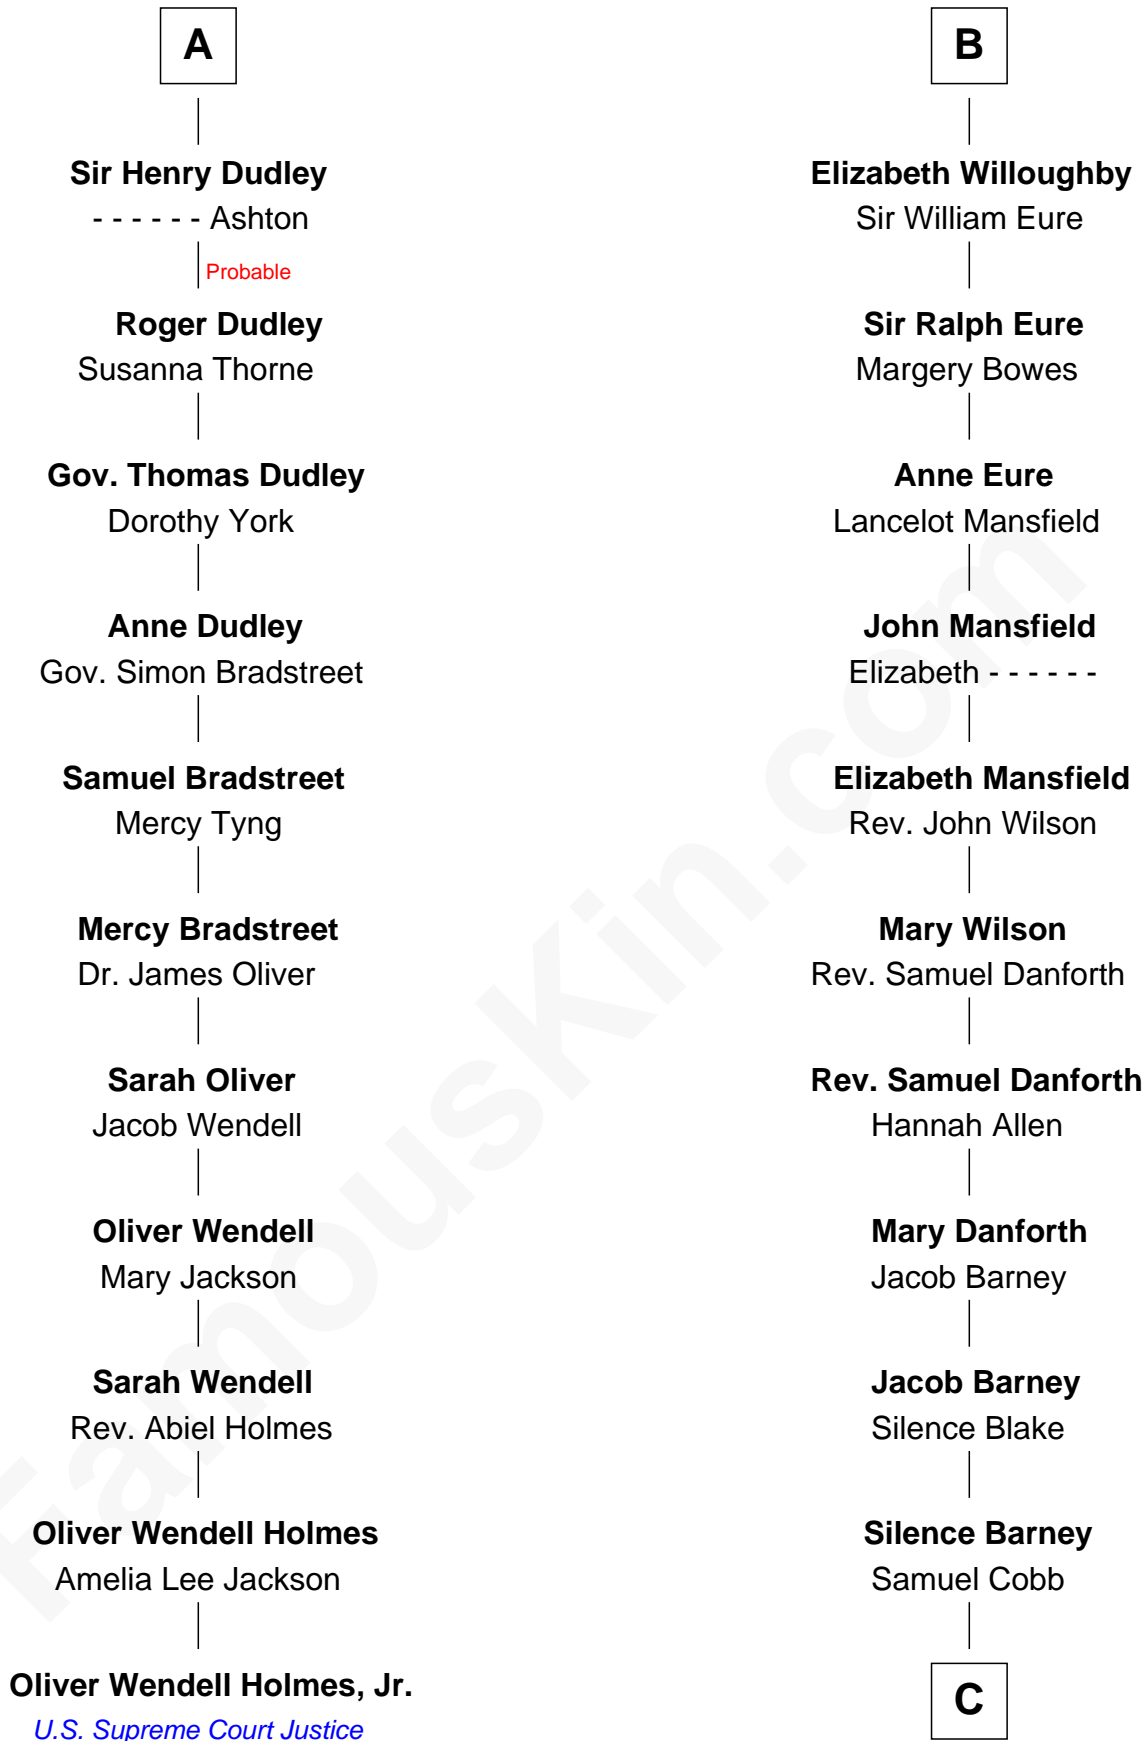 A
Sir Henry Dudley
- - - - - - Ashton
Probable
Roger Dudley
Susanna Thorne
Gov. Thomas Dudley
Dorothy York
Anne Dudley
Gov. Simon Bradstreet
Samuel Bradstreet
Mercy Tyng
Mercy Bradstreet
Dr. James Oliver
Sarah Oliver
Jacob Wendell
Oliver Wendell
Mary Jackson
Sarah Wendell
Rev. Abiel Holmes
Oliver Wendell Holmes
Amelia Lee Jackson
Oliver Wendell Holmes, Jr.
U.S. Supreme Court Justice
B
Elizabeth Willoughby
Sir William Eure
Sir Ralph Eure
Margery Bowes
Anne Eure
Lancelot Mansfield
John Mansfield
Elizabeth - - - - - -
Elizabeth Mansfield
Rev. John Wilson
Mary Wilson
Rev. Samuel Danforth
Rev. Samuel Danforth
Hannah Allen
Mary Danforth
Jacob Barney
Jacob Barney
Silence Blake
Silence Barney
Samuel Cobb
C
FamousKin.com